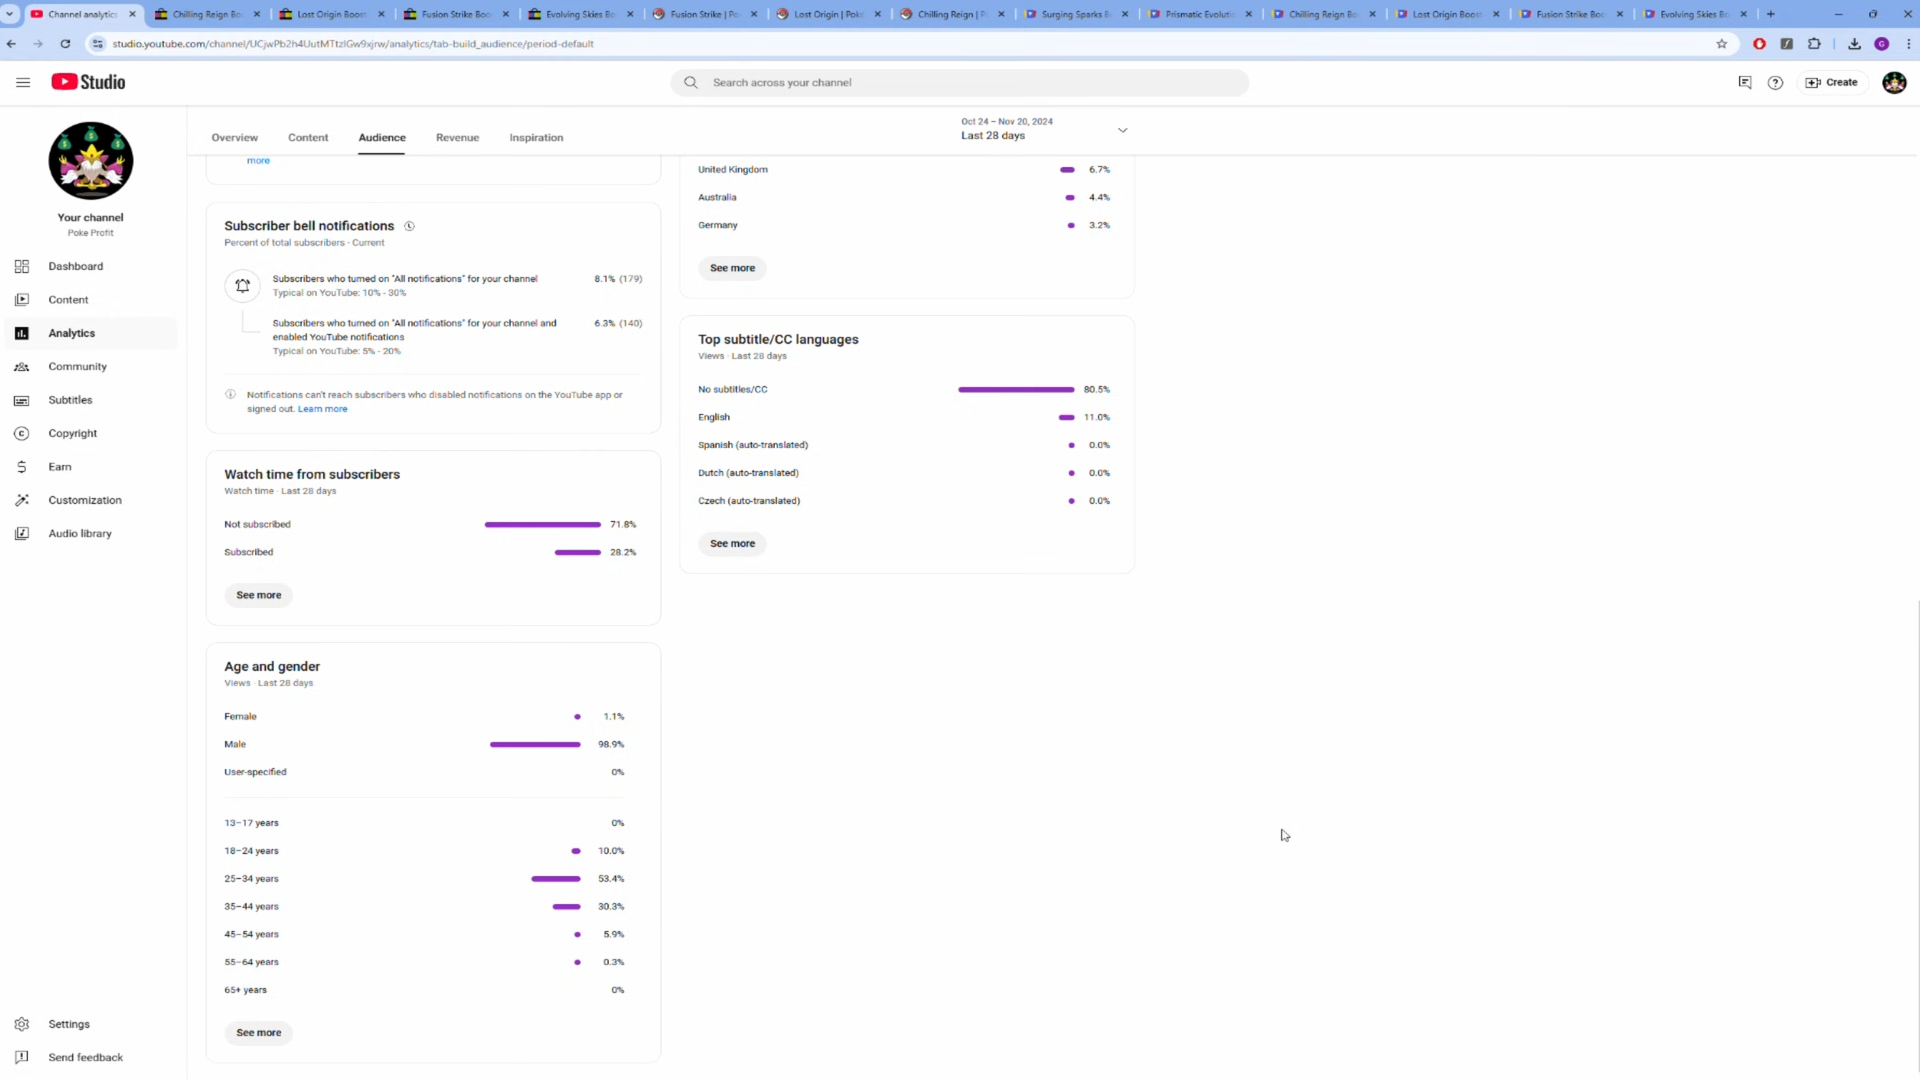 Channel analytics
Chilling Reign Bo
Lost Origin Boost
Fusion Strike Boo
Evolving Skies Bo
Fusion Strike | Po
Lost Origin | Poké
Chilling Reign | P
Surging Sparks B
Prismatic Evoluti
Chilling Reign Bo
Lost Origin Boos
Fusion Strike Boo
Evolving Skies Bo
studio.youtube.com/channel/UCjwPb2h4UutMTtzlGw9xjrw/analytics/tab-build_audience/period-default
G
Studio
Search across your channel
Create
Your channel
Poke Profit
Dashboard
Content
Analytics
Community
Subtitles
Copyright
Earn
Customization
Audio library
Settings
Send feedback
Overview
Content
Audience
Revenue
Inspiration
Oct 24 – Nov 20, 2024
Last 28 days
more
Subscriber bell notifications
Percent of total subscribers · Current
Subscribers who turned on "All notifications" for your channel 8.1% (179)
Typical on YouTube: 10% - 30%
Subscribers who turned on "All notifications" for your channel and 6.3% (140)
enabled YouTube notifications
Typical on YouTube: 5% - 20%
Notifications can't reach subscribers who disabled notifications on the YouTube app or
signed out. Learn more
Watch time from subscribers
Watch time · Last 28 days
Not subscribed 71.8%
Subscribed 28.2%
See more
Age and gender
Views · Last 28 days
Female 1.1%
Male 98.9%
User-specified 0%
13–17 years 0%
18–24 years 10.0%
25–34 years 53.4%
35–44 years 30.3%
45–54 years 5.9%
55–64 years 0.3%
65+ years 0%
See more
United Kingdom 6.7%
Australia 4.4%
Germany 3.2%
See more
Top subtitle/CC languages
Views · Last 28 days
No subtitles/CC 80.5%
English 11.0%
Spanish (auto-translated) 0.0%
Dutch (auto-translated) 0.0%
Czech (auto-translated) 0.0%
See more